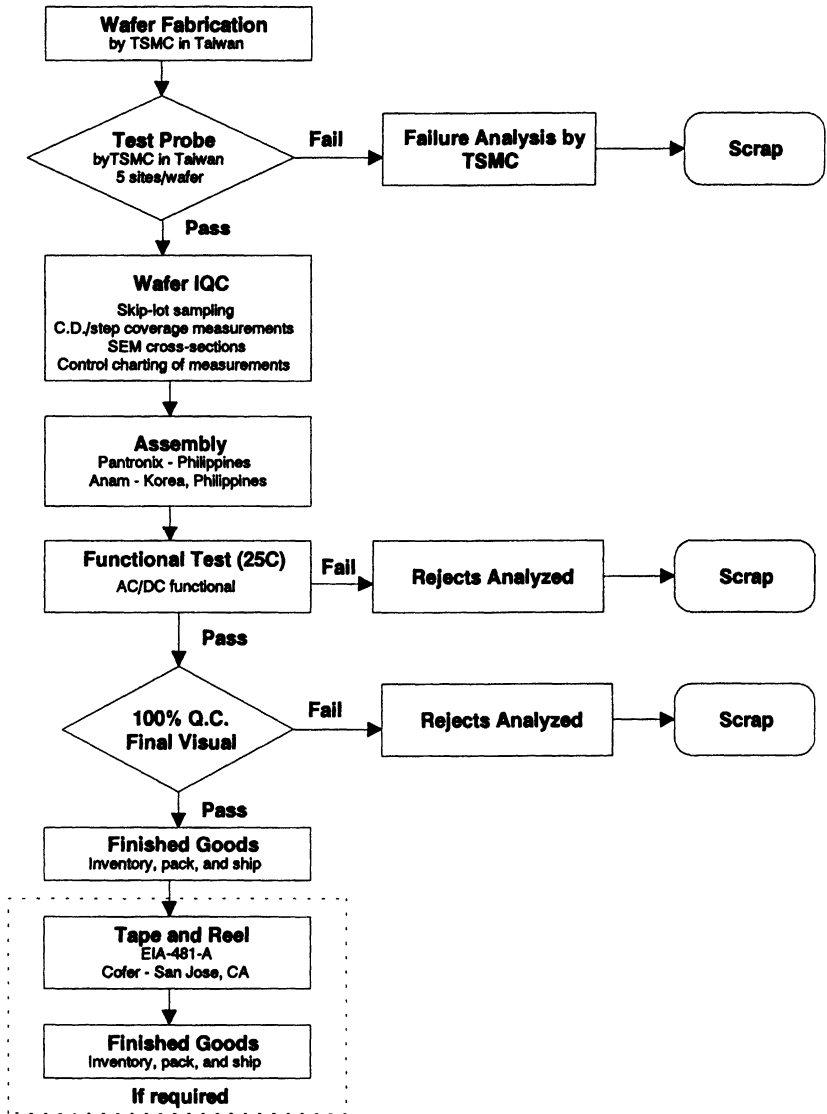 Wafer Fabrication
by TSMC in Taiwan
Test Probe
byTSMC in Taiwan
5 sites/wafer
Fail
Failure Analysis by
TSMC
Scrap
Pass
Wafer IQC
Skip-lot sampling
C.D./step coverage measurements
SEM cross-sections
Control charting of measurements
Assembly
Pantronix - Philippines
Anam - Korea, Philippines
Functional Test (25C)
AC/DC functional
Fail
Rejects Analyzed
Scrap
Pass
100% Q.C.
Final Visual
Fail
Rejects Analyzed
Scrap
Pass
Finished Goods
Inventory, pack, and ship
Tape and Reel
EIA-481-A
Cofer - San Jose, CA
Finished Goods
Inventory, pack, and ship
If required